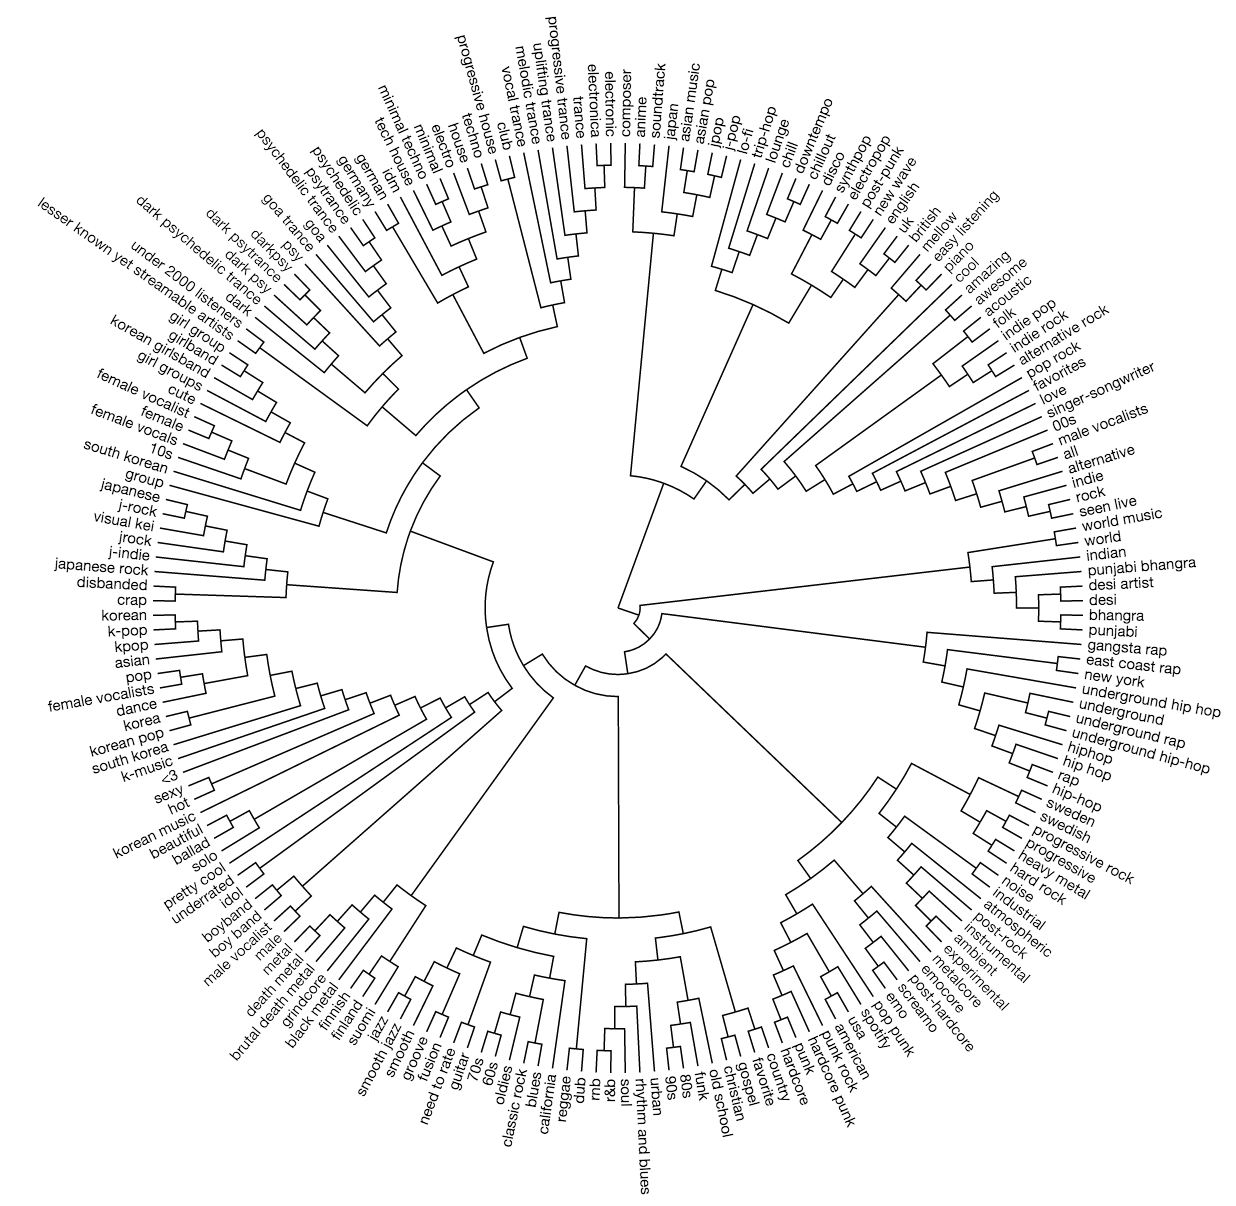 composer
anime
soundtrack
japan
asian music
asian pop
jpop
j-pop
lo-fi
trip-hop
lounge
chill
downtempo
chillout
disco
synthpop
electropop
post-punk
new wave
english
uk
british
mellow
easy listening
piano
cool
amazing
awesome
acoustic
folk
indie pop
indie rock
alternative rock
pop rock
favorites
love
singer-songwriter
00s
male vocalists
all
alternative
indie
rock
seen live
world music
world
indian
punjabi bhangra
desi artist
desi
bhangra
punjabi
gangsta rap
east coast rap
new york
underground hip hop
underground
underground rap
underground hip-hop
hiphop
hip hop
rap
hip-hop
sweden
swedish
progressive rock
progressive
heavy metal
hard rock
noise
industrial
atmospheric
post-rock
instrumental
ambient
experimental
metalcore
emocore
post-hardcore
screamo
emo
pop punk
spotify
usa
american
punk rock
hardcore punk
punk
hardcore
country
favorite
gospel
christian
old school
funk
80s
90s
urban
rhythm and blues
soul
r&b
rnb
dub
reggae
california
blues
classic rock
oldies
60s
70s
guitar
need to rate
fusion
groove
smooth
smooth jazz
jazz
suomi
finland
finnish
black metal
grindcore
brutal death metal
death metal
metal
male vocalist
male
boy band
boyband
idol
underrated
pretty cool
solo
ballad
beautiful
korean music
hot
sexy
<3
k-music
south korea
korean pop
korea
dance
female vocalists
pop
asian
kpop
k-pop
korean
crap
disbanded
japanese rock
j-indie
jrock
visual kei
j-rock
japanese
group
south korean
10s
female vocals
female
female vocalist
cute
girl groups
korean girlsband
girlband
girl group
lesser known yet streamable artists
under 2000 listeners
dark
dark psychedelic trance
dark psy
dark psytrance
darkpsy
psy
goa trance
goa
psychedelic trance
psytrance
psychedelic
germany
german
idm
tech house
minimal techno
minimal
electro
house
techno
progressive house
club
vocal trance
melodic trance
uplifting trance
progressive trance
trance
electronica
electronic